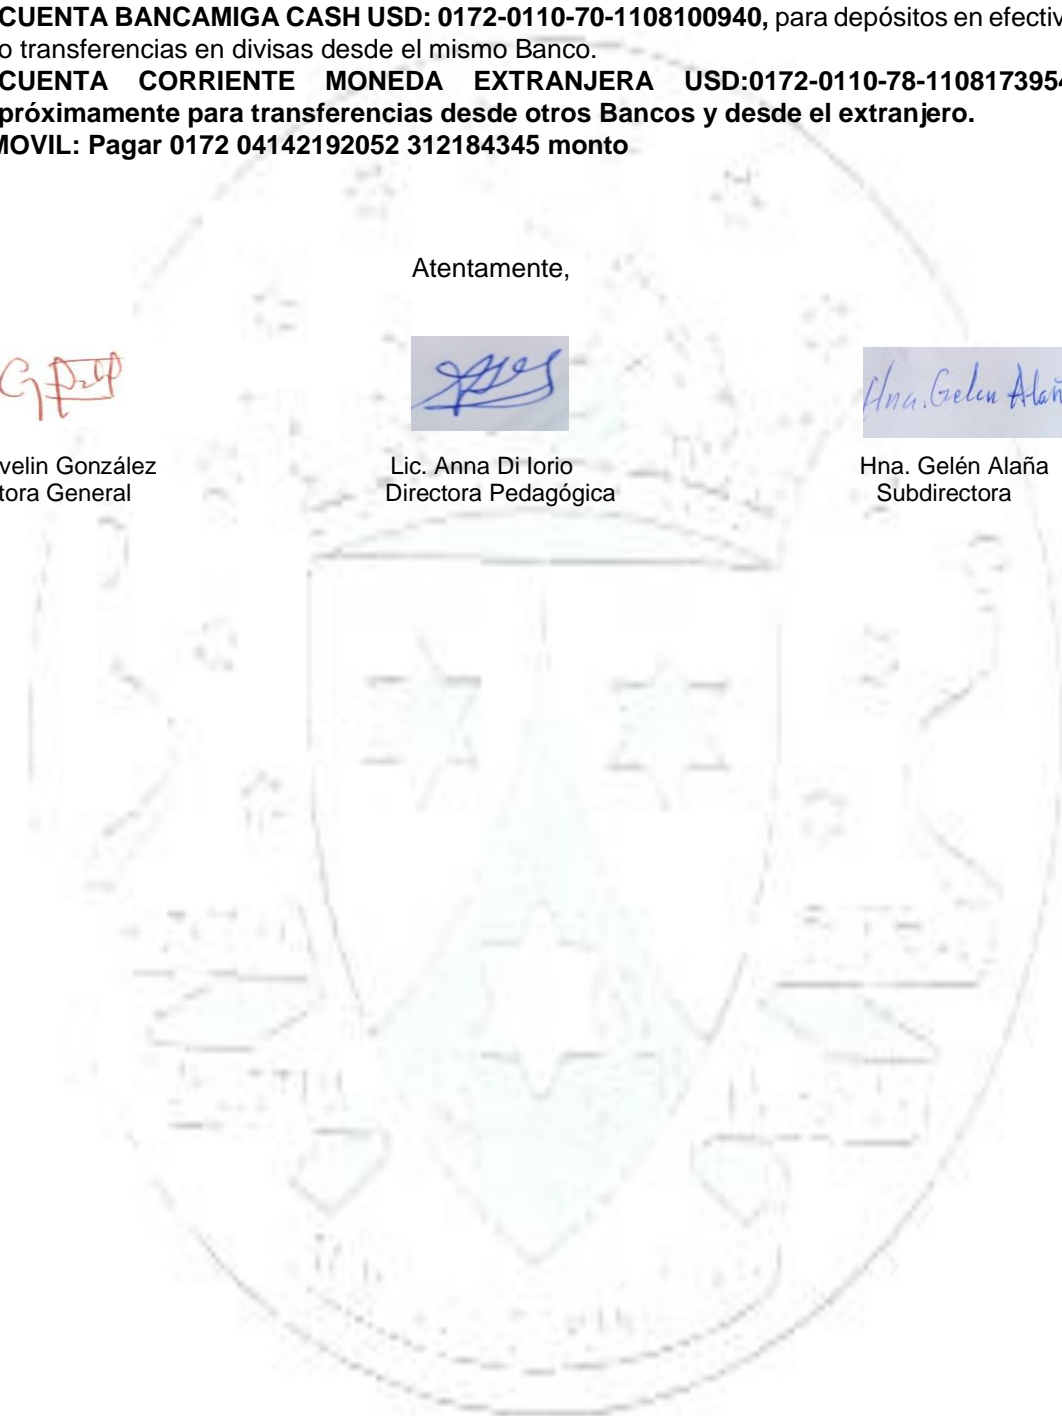 CUENTA BANCAMIGA CASH USD: 0172-0110-70-1108100940, para depósitos en efectiv
o transferencias en divisas desde el mismo Banco.
CUENTA CORRIENTE MONEDA EXTRANJERA USD:0172-0110-78-1108173954
próximamente para transferencias desde otros Bancos y desde el extranjero.
MOVIL: Pagar 0172 04142192052 312184345 monto
Atentamente,
Hna. Gelen Alañ
velin González Lic. Anna Di Iorio Hna. Gelén Alaña
tora General Directora Pedagógica Subdirectora